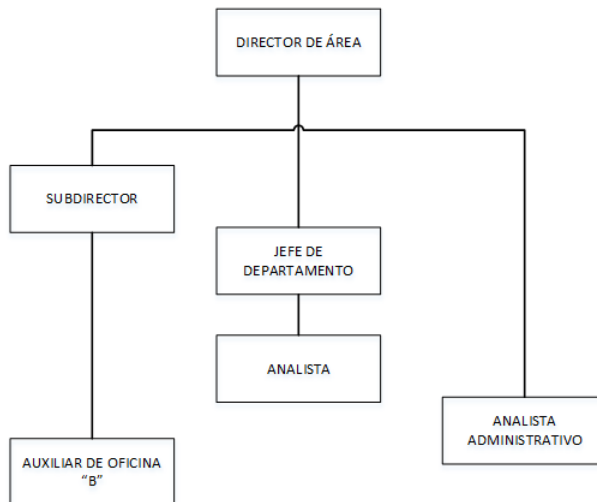 DIRECTOR DE ÁREA
SUBDIRECTOR
JEFE DE
DEPARTAMENTO
ANALISTA
ANALISTA
ADMINISTRATIVO
AUXILIAR DE OFICINA
“B”